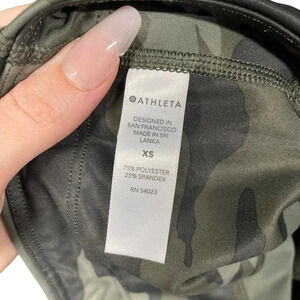 ATHLETA
DESIGNED IN
SAN FRANCISCO
MADE IN SRI
LANKA
XS
75% POLYESTER
25% SPANDEX
RN 54023